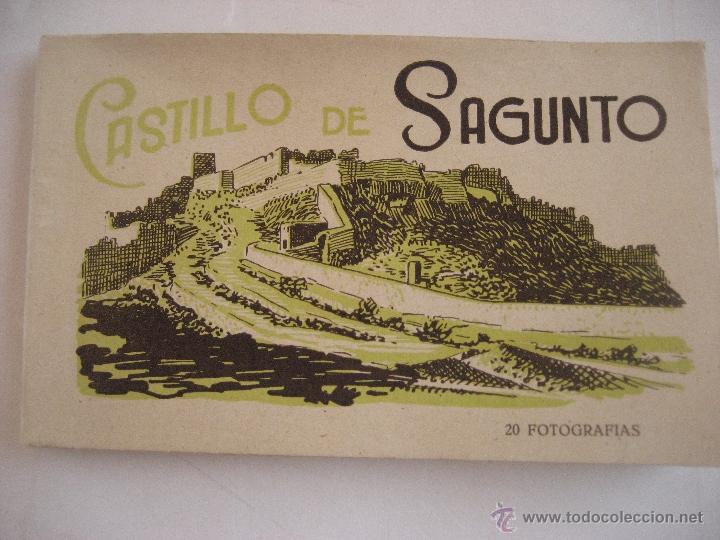 CASTILLO DE SAGUNTO
20 FOTOGRAFIAS
www.todocoleccion.net